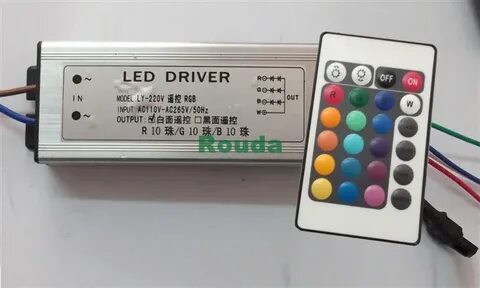 LED DRIVER
MODEL: LY-220V 遥控 RGB
INPUT: AC110V-AC265V/50Hz
OUTPUT: 白面遥控 口黑面遥控
R 10 珠/G 10 珠/B 10 珠
IN
R
G
B
OUT
Rouda
OFF
ON
R
W